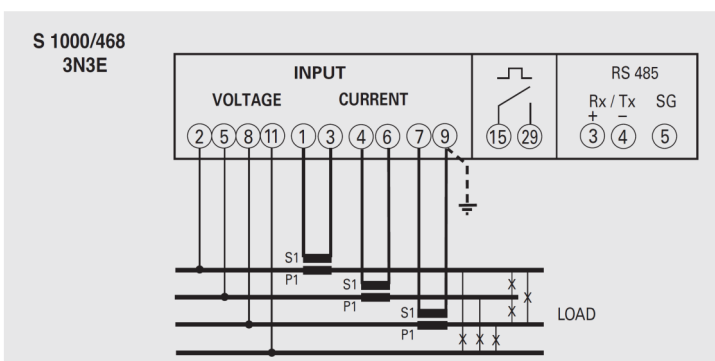 S 1000/468
3N3E
INPUT
RS 485
VOLTAGE CURRENT
Rx / Tx SG
+ −
2 5 8 11 1 3 4 6 7 9 15 29 3 4 5
S1
P1
S1
P1
S1
P1
LOAD